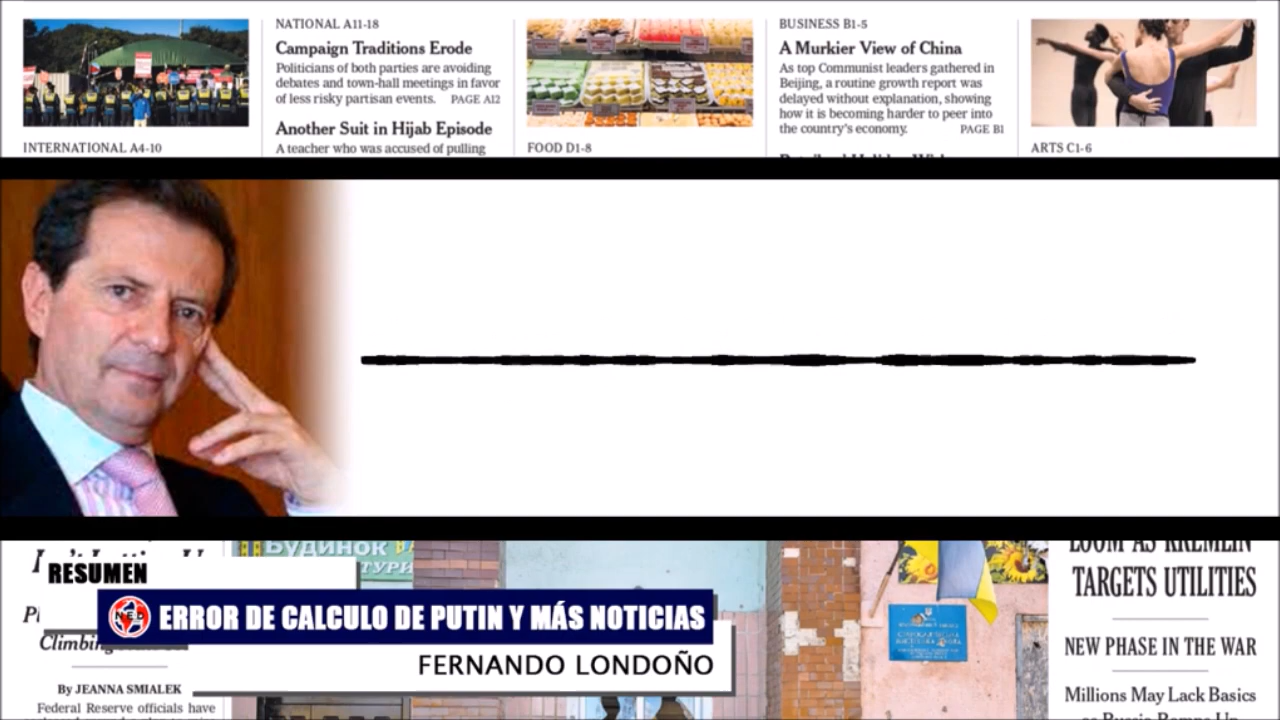 NATIONAL A11-18
Campaign Traditions Erode
Politicians of both parties are avoiding
debates and town-hall meetings in favor
of less risky partisan events. PAGE A12
Another Suit in Hijab Episode
A teacher who was accused of pulling
BUSINESS B1-5
A Murkier View of China
As top Communist leaders gathered in
Beijing, a routine growth report was
delayed without explanation, showing
how it is becoming harder to peer into
the country's economy. PAGE B1
INTERNATIONAL A4-10
FOOD D1-8
ARTS C1-6
RESUMEN
ERROR DE CALCULO DE PUTIN Y MÁS NOTICIAS
FERNANDO LONDOÑO
Будинок
Climbing
By JEANNA SMIALEK
Federal Reserve officials have
LOOM AS KREMLIN
TARGETS UTILITIES
NEW PHASE IN THE WAR
Millions May Lack Basics